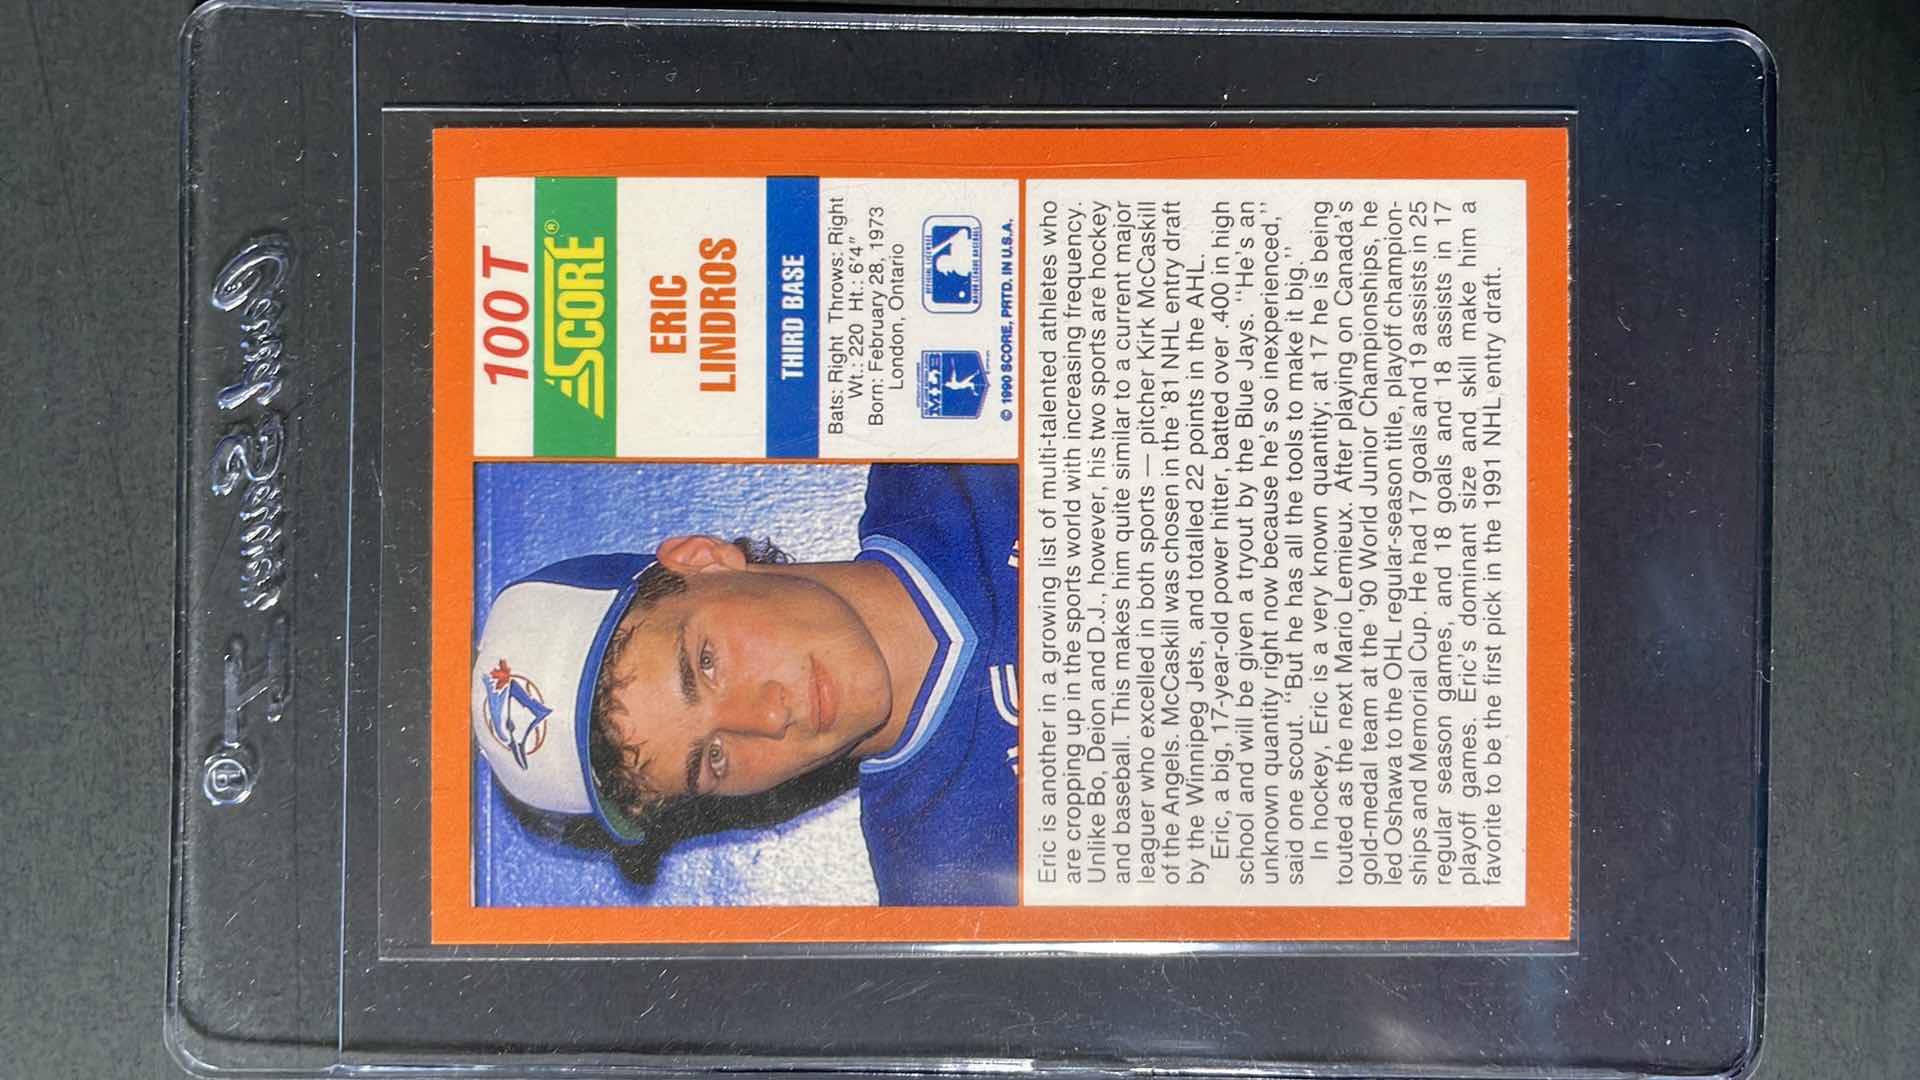 100T
SCORE®
ERIC
LINDROS
THIRD BASE
Bats: Right Throws: Right
Wt.: 220 Ht.: 6'4"
Born: February 28, 1973
London, Ontario
© 1990 SCORE, PRTD. IN U.S.A.
Eric is another in a growing list of multi-talented athletes who
are cropping up in the sports world with increasing frequency.
Unlike Bo, Deion and D.J., however, his two sports are hockey
and baseball. This makes him quite similar to a current major
league who excelled in both sports — pitcher Kirk McCaskill
of the Angels. McCaskill was chosen in the '81 NHL entry draft
by the Winnipeg Jets, and totalled 22 points in the AHL.
Eric, a big, 17-year-old power hitter, batted over .400 in high
school and will be given a tryout by the Blue Jays. "He's an
unknown quantity right now because he's so inexperienced,"
said one scout. "But he has all the tools to make it big."
In hockey, Eric is a very known quantity; at 17 he is being
touted as the next Mario Lemieux. After playing on Canada's
gold-medal team at the '90 World Junior Championships, he
led Oshawa to the OHL regular-season title, playoff champion-
ships and Memorial Cup. He had 17 goals and 19 assists in 25
regular season games, and 18 goals and 18 assists in 17
playoff games. Eric's dominant size and skill make him a
favorite to be the first pick in the 1991 NHL entry draft.